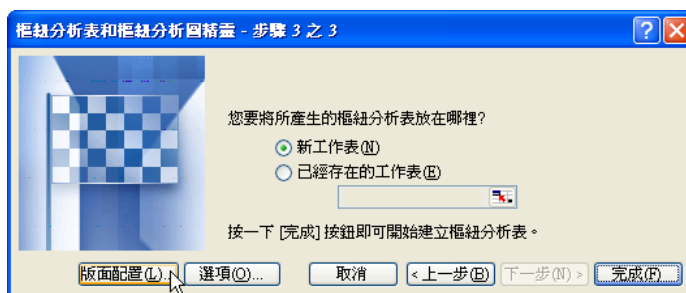 樞紐分析表和樞紐分析圖精靈 - 步驟 3 之 3
您要將所產生的樞紐分析表放在哪裡?
新工作表(N)
已經存在的工作表(E)
按一下 [完成] 按鈕即可開始建立樞紐分析表。
版面配置(L)... 選項(O)... 取消 < 上一步(B) 下一步(N) > 完成(F)